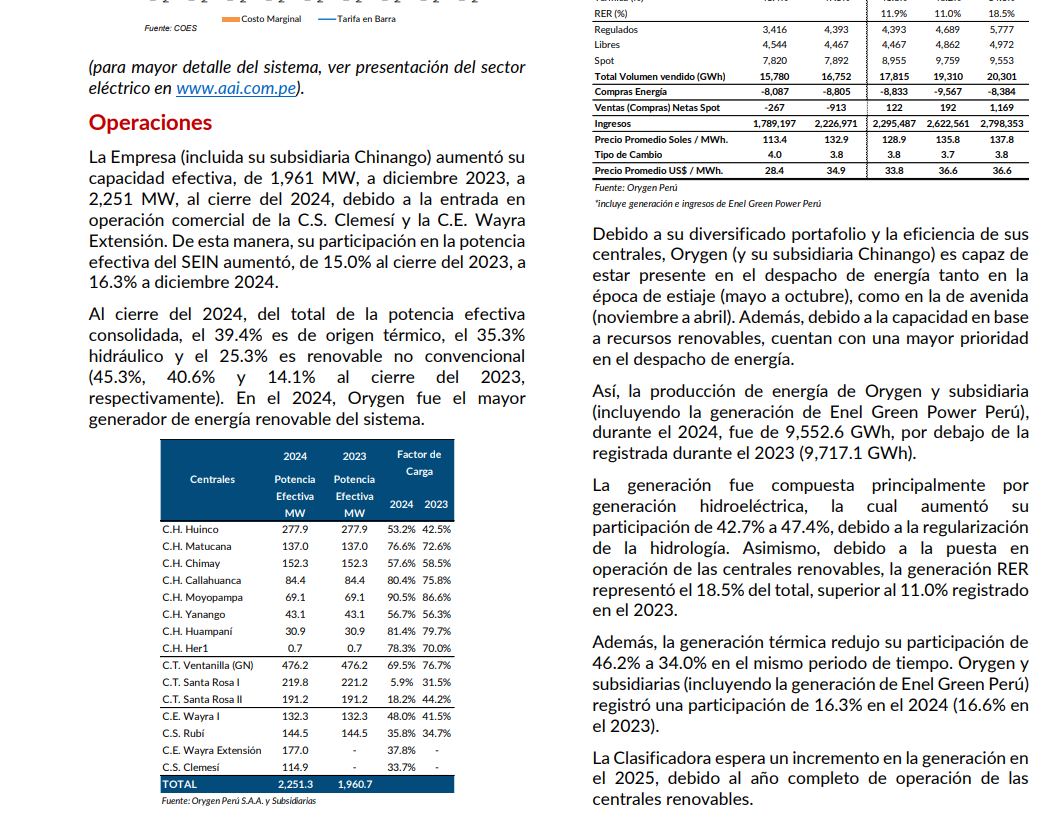 Costo Marginal Tarifa en Barra
Fuente: COES
(para mayor detalle del sistema, ver presentación del sector
eléctrico en www.aai.com.pe).
Operaciones
La Empresa (incluida su subsidiaria Chinango) aumentó su
capacidad efectiva, de 1,961 MW, a diciembre 2023, a
2,251 MW, al cierre del 2024, debido a la entrada en
operación comercial de la C.S. Clemesí y la C.E. Wayra
Extensión. De esta manera, su participación en la potencia
efectiva del SEIN aumentó, de 15.0% al cierre del 2023, a
16.3% a diciembre 2024.
Al cierre del 2024, del total de la potencia efectiva
consolidada, el 39.4% es de origen térmico, el 35.3%
hidráulico y el 25.3% es renovable no convencional
(45.3%, 40.6% y 14.1% al cierre del 2023,
respectivamente). En el 2024, Orygen fue el mayor
generador de energía renovable del sistema.
2024 2023 Factor de
Carga
Centrales Potencia Potencia
Efectiva Efectiva
2024 2023
MW MW
C.H. Huinco 277.9 277.9 53.2% 42.5%
C.H. Matucana 137.0 137.0 76.6% 72.6%
C.H. Chimay 152.3 152.3 57.6% 58.5%
C.H. Callahuanca 84.4 84.4 80.4% 75.8%
C.H. Moyopampa 69.1 69.1 90.5% 86.6%
C.H. Yanango 43.1 43.1 56.7% 56.3%
C.H. Huampaní 30.9 30.9 81.4% 79.7%
C.H. Her1 0.7 0.7 78.3% 70.0%
C.T. Ventanilla (GN) 476.2 476.2 69.5% 76.7%
C.T. Santa Rosa I 219.8 221.2 5.9% 31.5%
C.T. Santa Rosa II 191.2 191.2 18.2% 44.2%
C.E. Wayra I 132.3 132.3 48.0% 41.5%
C.S. Rubí 144.5 144.5 35.8% 34.7%
C.E. Wayra Extensión 177.0 - 37.8% -
C.S. Clemesí 114.9 - 33.7% -
TOTAL 2,251.3 1,960.7
Fuente: Orygen Perú S.A.A. y Subsidiarias
RER (%) 11.9% 11.0% 18.5%
Regulados 3,416 4,393 4,393 4,689 5,777
Libres 4,544 4,467 4,467 4,862 4,972
Spot 7,820 7,892 8,955 9,759 9,553
Total Volumen vendido (GWh) 15,780 16,752 17,815 19,310 20,301
Compras Energía -8,087 -8,805 -8,833 -9,567 -8,384
Ventas (Compras) Netas Spot -267 -913 122 192 1,169
Ingresos 1,789,197 2,226,971 2,295,487 2,622,561 2,798,353
Precio Promedio Soles / MWh. 113.4 132.9 128.9 135.8 137.8
Tipo de Cambio 4.0 3.8 3.8 3.7 3.8
Precio Promedio US$ / MWh. 28.4 34.9 33.8 36.6 36.6
Fuente: Orygen Perú
*incluye generación e ingresos de Enel Green Power Perú
Debido a su diversificado portafolio y la eficiencia de sus
centrales, Orygen (y su subsidiaria Chinango) es capaz de
estar presente en el despacho de energía tanto en la
época de estiaje (mayo a octubre), como en la de avenida
(noviembre a abril). Además, debido a la capacidad en base
a recursos renovables, cuentan con una mayor prioridad
en el despacho de energía.
Así, la producción de energía de Orygen y subsidiaria
(incluyendo la generación de Enel Green Power Perú),
durante el 2024, fue de 9,552.6 GWh, por debajo de la
registrada durante el 2023 (9,717.1 GWh).
La generación fue compuesta principalmente por
generación hidroeléctrica, la cual aumentó su
participación de 42.7% a 47.4%, debido a la regularización
de la hidrología. Asimismo, debido a la puesta en
operación de las centrales renovables, la generación RER
representó el 18.5% del total, superior al 11.0% registrado
en el 2023.
Además, la generación térmica redujo su participación de
46.2% a 34.0% en el mismo periodo de tiempo. Orygen y
subsidiarias (incluyendo la generación de Enel Green Perú)
registró una participación de 16.3% en el 2024 (16.6% en
el 2023).
La Clasificadora espera un incremento en la generación en
el 2025, debido al año completo de operación de las
centrales renovables.